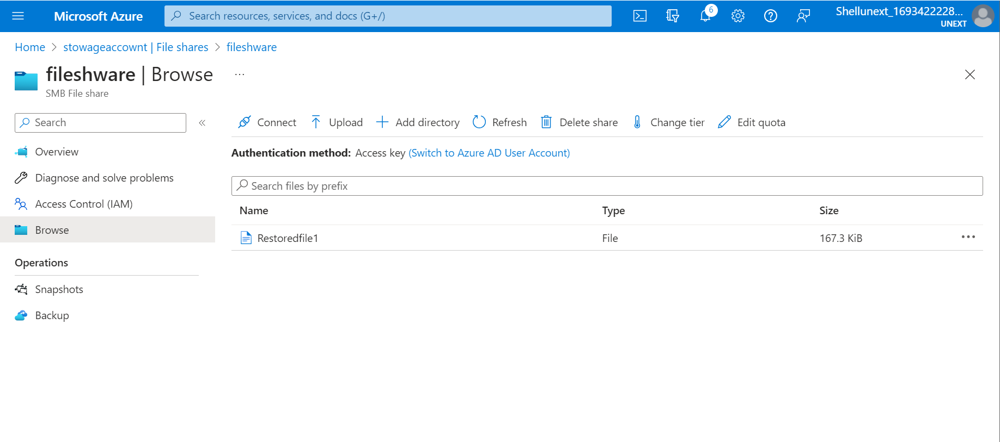 Microsoft Azure
Search resources, services, and docs (G+/)
6
Shellunext_1693422228...
UNEXT
Home > stowageaccownt | File shares > fileshware
fileshware | Browse ...
SMB File share
Search «
Overview
Diagnose and solve problems
Access Control (IAM)
Browse
Operations
Snapshots
Backup
Connect Upload Add directory Refresh Delete share Change tier Edit quota
Authentication method: Access key (Switch to Azure AD User Account)
Search files by prefix
Name Type Size
Restoredfile1 File 167.3 KiB ...